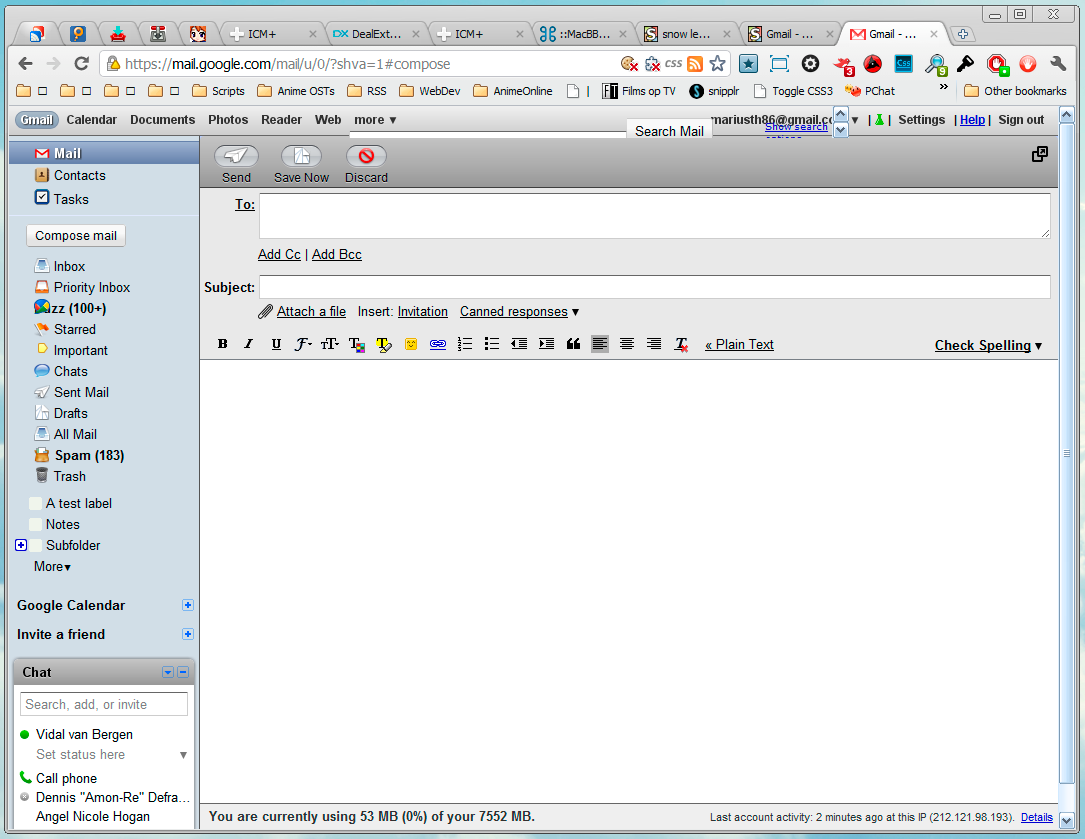 ICM+
DealExt...
ICM+
::MacBB...
snow le...
Gmail - ...
Gmail - ...
https://mail.google.com/mail/u/0/?shva=1#compose
css
3
Css
9
Scripts
Anime OSTs
RSS
WebDev
AnimeOnline
Films op TV
snipplr
Toggle CSS3
PChat
»
Other bookmarks
Gmail Calendar Documents Photos Reader Web more ▾
Search Mail
mariusth86@gmail.cc
Show search
Settings | Help | Sign out
Mail
Contacts
Tasks
Compose mail
Inbox
Priority Inbox
zz (100+)
Starred
Important
Chats
Sent Mail
Drafts
All Mail
Spam (183)
Trash
A test label
Notes
Subfolder
More▾
Google Calendar
Invite a friend
Chat
Search, add, or invite
Vidal van Bergen
Set status here
Call phone
Dennis "Amon-Re" Defra...
Angel Nicole Hogan
Send
Save Now
Discard
To:
Add Cc | Add Bcc
Subject:
Attach a file Insert: Invitation Canned responses ▾
B I U
« Plain Text
Check Spelling ▾
You are currently using 53 MB (0%) of your 7552 MB.
Last account activity: 2 minutes ago at this IP (212.121.98.193). Details